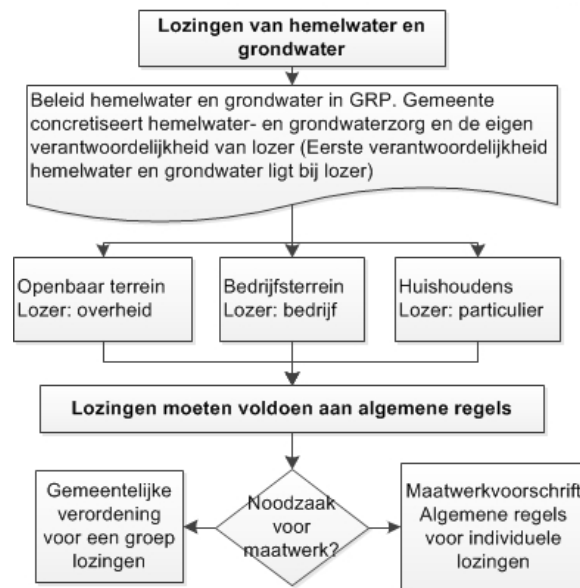 Lozingen van hemelwater en
grondwater
Beleid hemelwater en grondwater in GRP. Gemeente
concretiseert hemelwater- en grondwaterzorg en de eigen
verantwoordelijkheid van lozer (Eerste verantwoordelijkheid
hemelwater en grondwater ligt bij lozer)
Openbaar terrein
Lozer: overheid
Bedrijfsterrein
Lozer: bedrijf
Huishoudens
Lozer: particulier
Lozingen moeten voldoen aan algemene regels
Gemeentelijke
verordening
voor een groep
lozingen
Noodzaak
voor
maatwerk?
Maatwerkvoorschrift
Algemene regels
voor individuele
lozingen